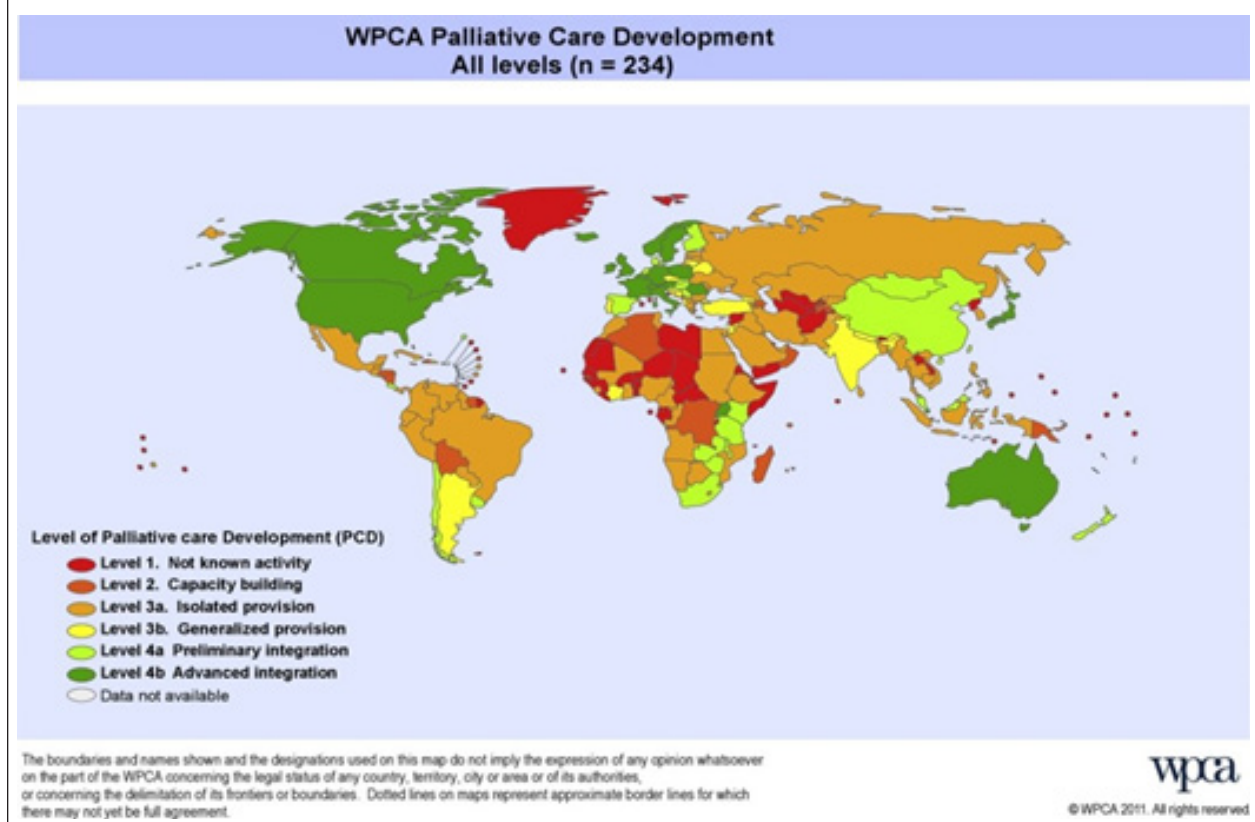 WPCA Palliative Care Development
All levels (n = 234)
Level of Palliative care Development (PCD)
Level 1. Not known activity
Level 2. Capacity building
Level 3a. Isolated provision
Level 3b. Generalized provision
Level 4a Preliminary integration
Level 4b Advanced integration
Data not available
The boundaries and names shown and the designations used on this map do not imply the expression of any opinion whatsoever
on the part of the WPCA concerning the legal status of any country, territory, city or area or of its authorities,
or concerning the delimitation of its frontiers or boundaries. Dotted lines on maps represent approximate border lines for which
there may not yet be full agreement.
wpca
© WPCA 2011. All rights reserved